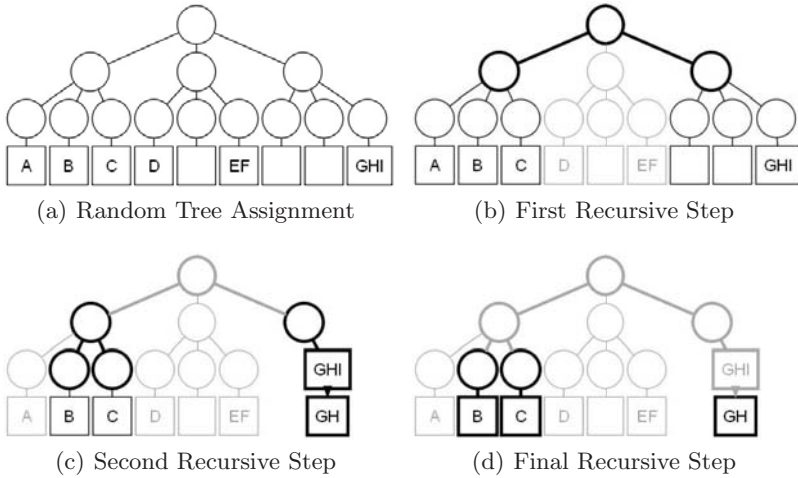 A B C D EF GHI
A B C D EF GHI
(a) Random Tree Assignment
(b) First Recursive Step
GHI
A B C D EF GH
GHI
A B C D EF GH
(c) Second Recursive Step
(d) Final Recursive Step